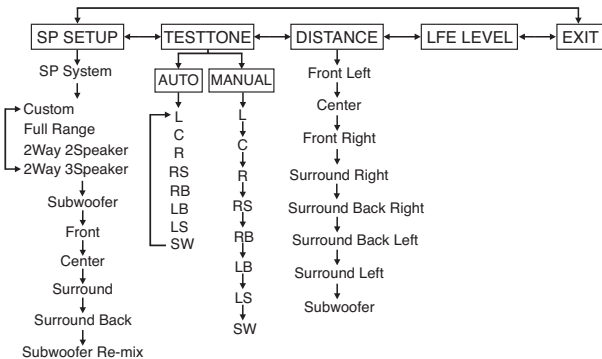 SP SETUP
TESTTONE
DISTANCE
LFE LEVEL
EXIT
SP System
Custom
Full Range
2Way 2Speaker
2Way 3Speaker
Subwoofer
Front
Center
Surround
Surround Back
Subwoofer Re-mix
AUTO
L
C
R
RS
RB
LB
LS
SW
MANUAL
L
C
R
RS
RB
LB
LS
SW
Front Left
Center
Front Right
Surround Right
Surround Back Right
Surround Back Left
Surround Left
Subwoofer